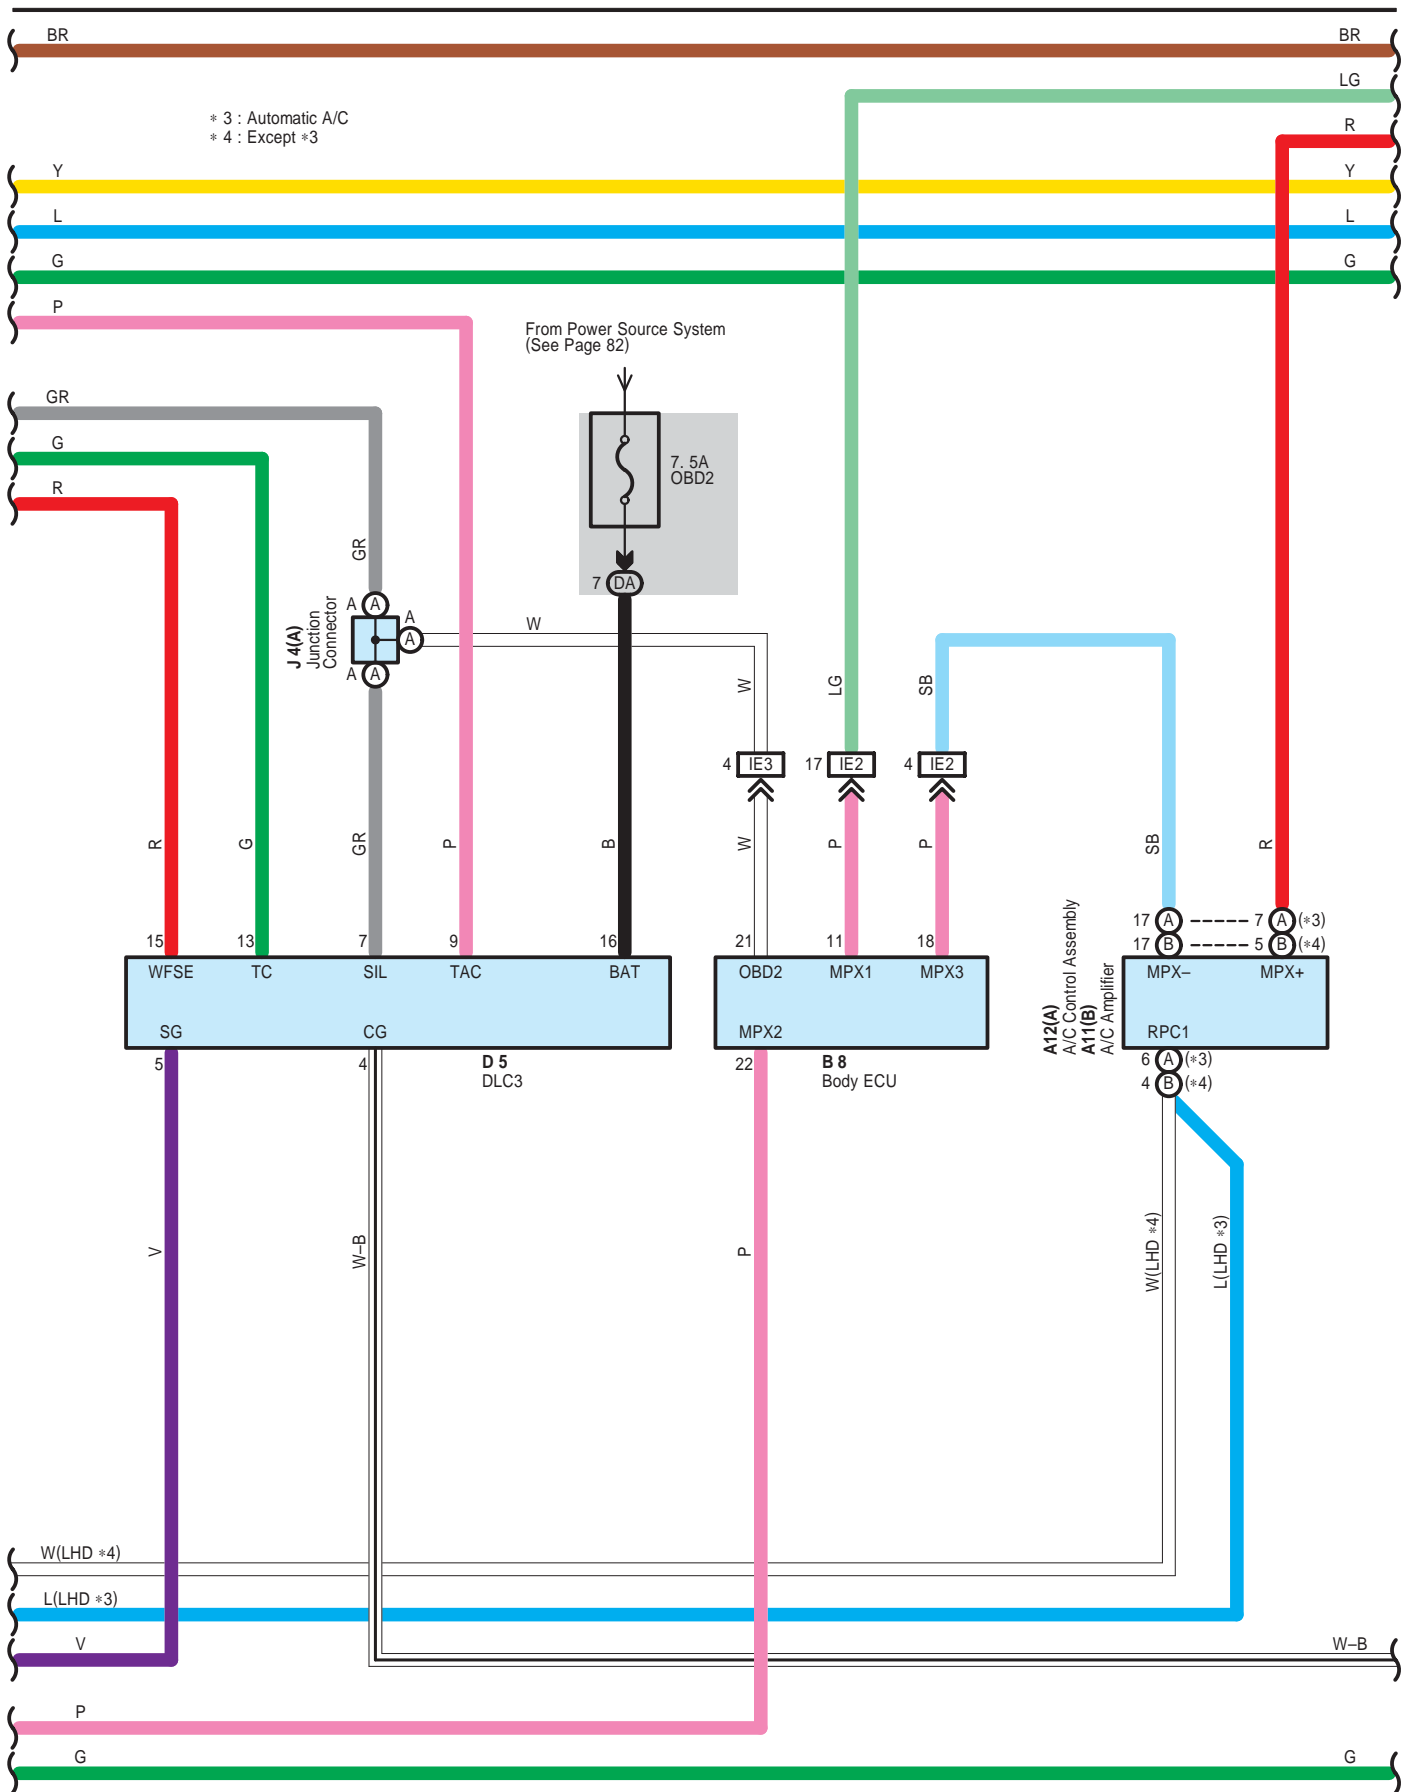 BR
BR
LG
∗ 3 : Automatic A/C
∗ 4 : Except ∗3
R
Y
Y
L
L
G
G
P
From Power Source System
(See Page 82)
GR
G
R
7. 5A
OBD2
GR
7 DA
A A
A
A
A A
J 4(A)
Junction
Connector
W
W
LG
SB
4 IE3
17 IE2
4 IE2
R
G
GR
P
B
W
P
P
SB
R
17 A
7 A (∗3)
17 B
5 B (∗4)
15
13
7
9
16
21
11
18
WFSE
TC
SIL
TAC
BAT
OBD2
MPX1
MPX3
MPX–
MPX+
A12(A)
A/C Control Assembly
A11(B)
A/C Amplifier
SG
CG
MPX2
RPC1
5
4
D 5
DLC3
22
B 8
Body ECU
6 A (∗3)
4 B (∗4)
V
W–B
P
W(LHD ∗4)
L(LHD ∗3)
W(LHD ∗4)
L(LHD ∗3)
V
W–B
P
G
G